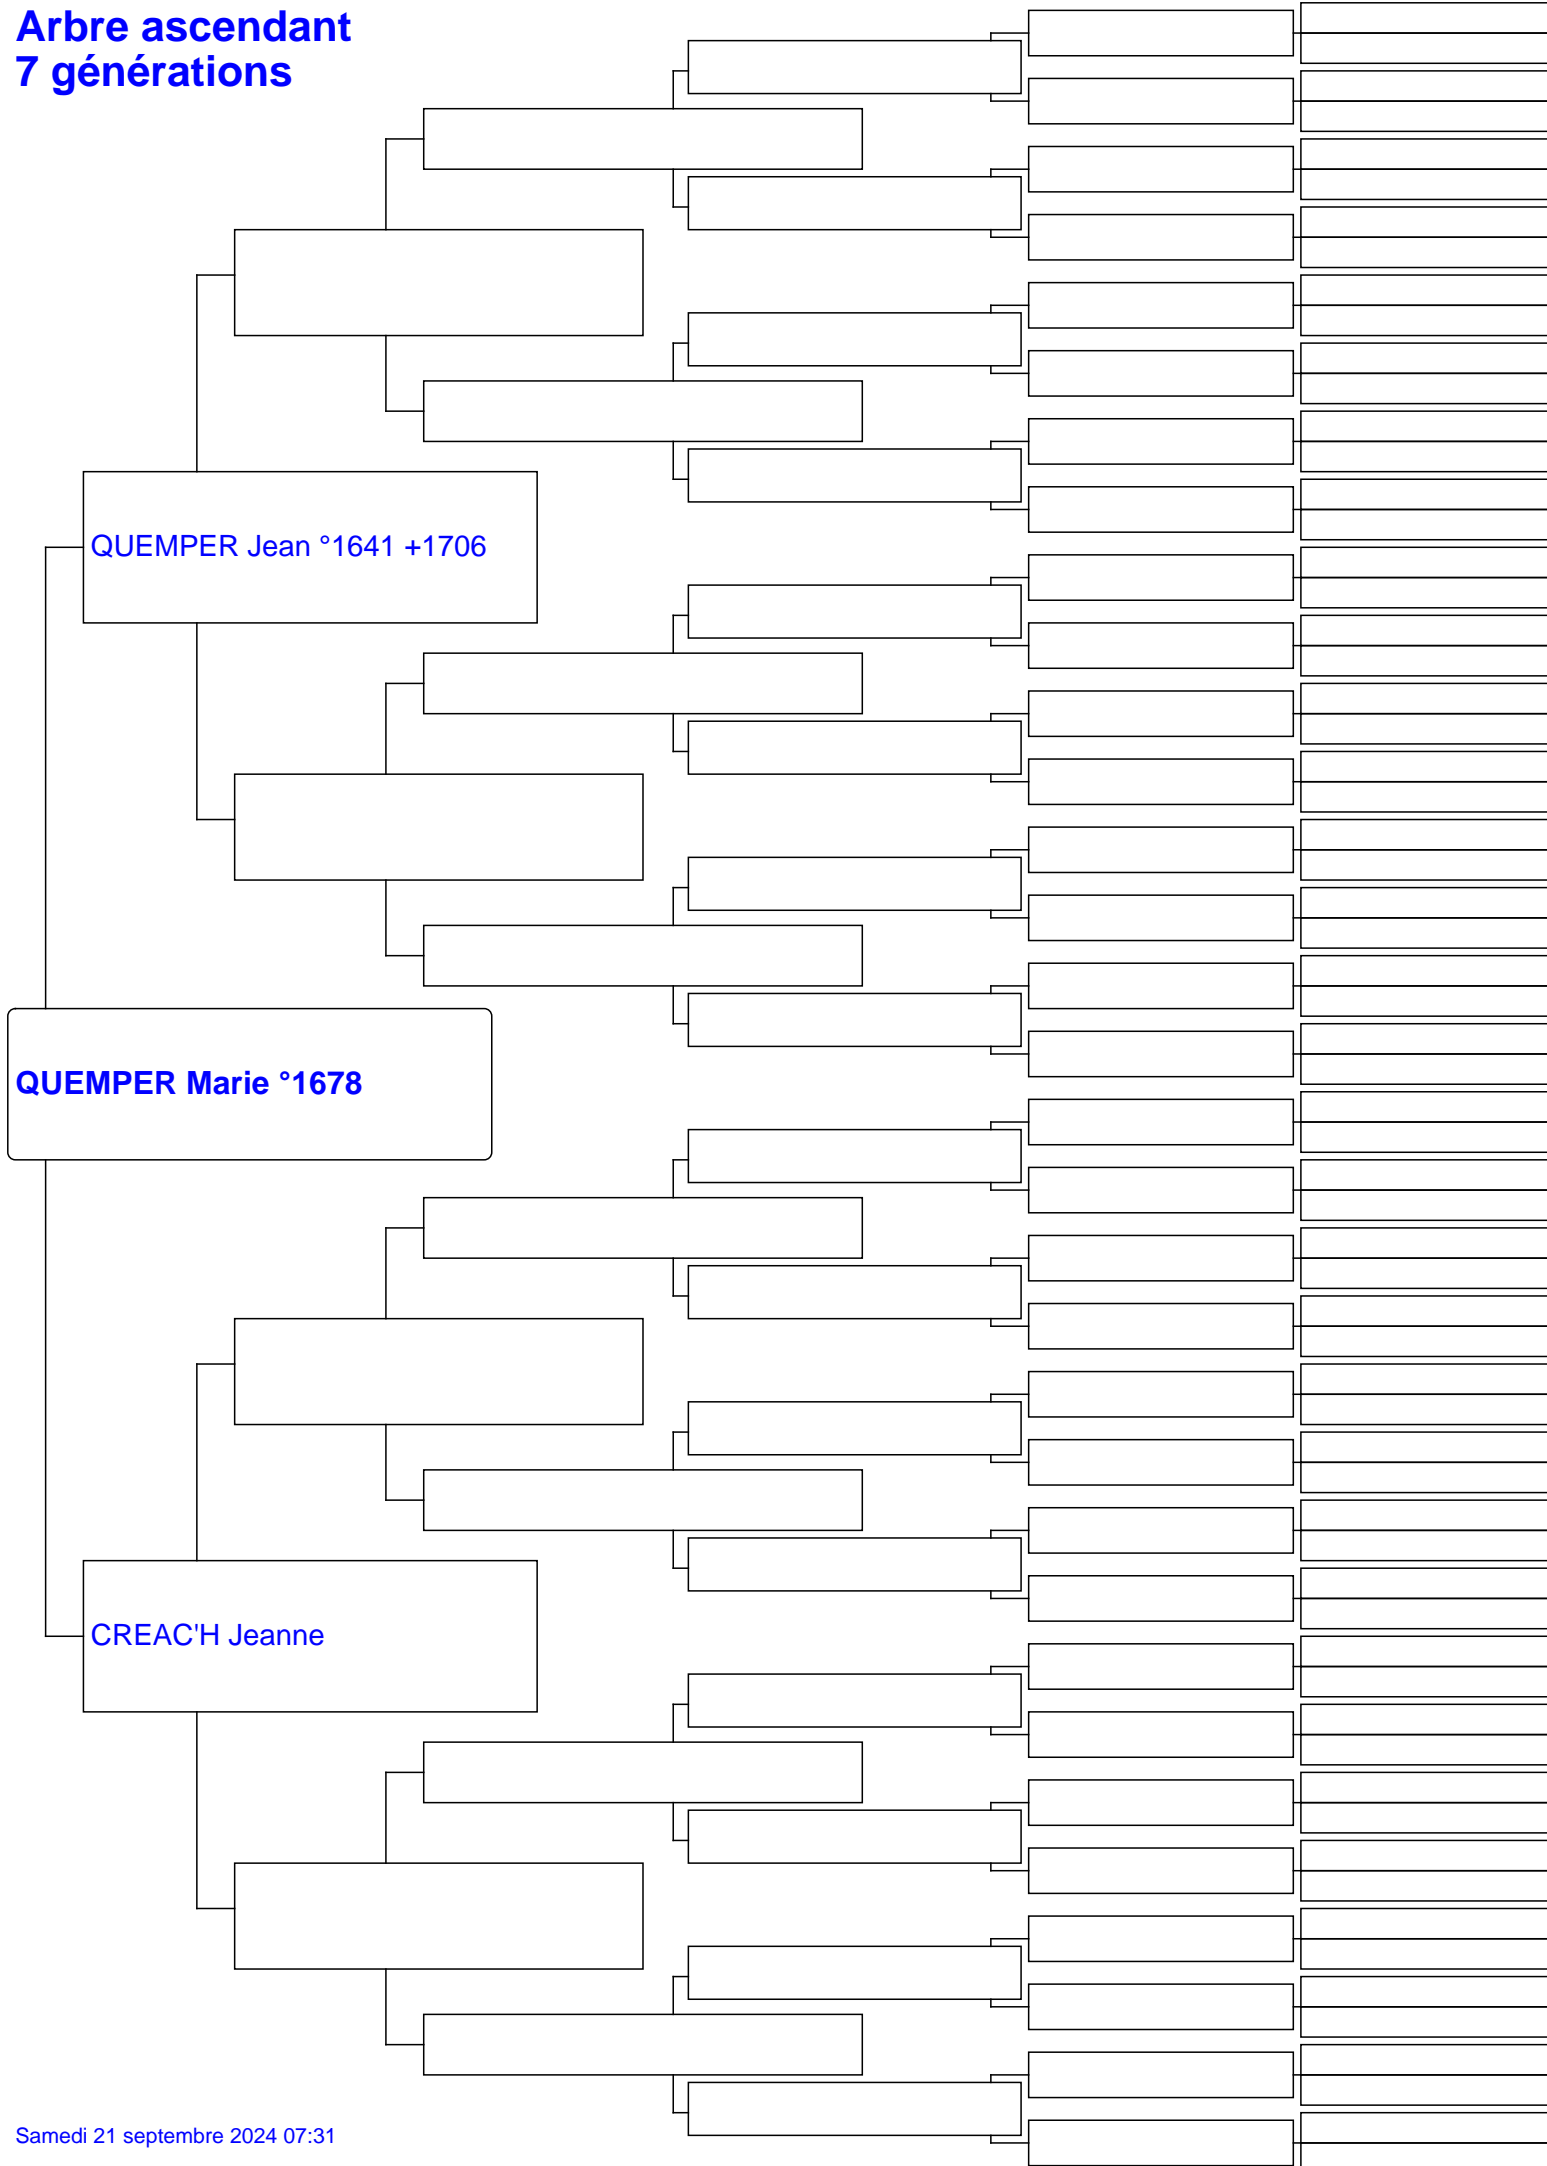 Arbre ascendant
7 générations
QUEMPER Jean °1641 +1706
QUEMPER Marie °1678
CREAC'H Jeanne
Samedi 21 septembre 2024 07:31